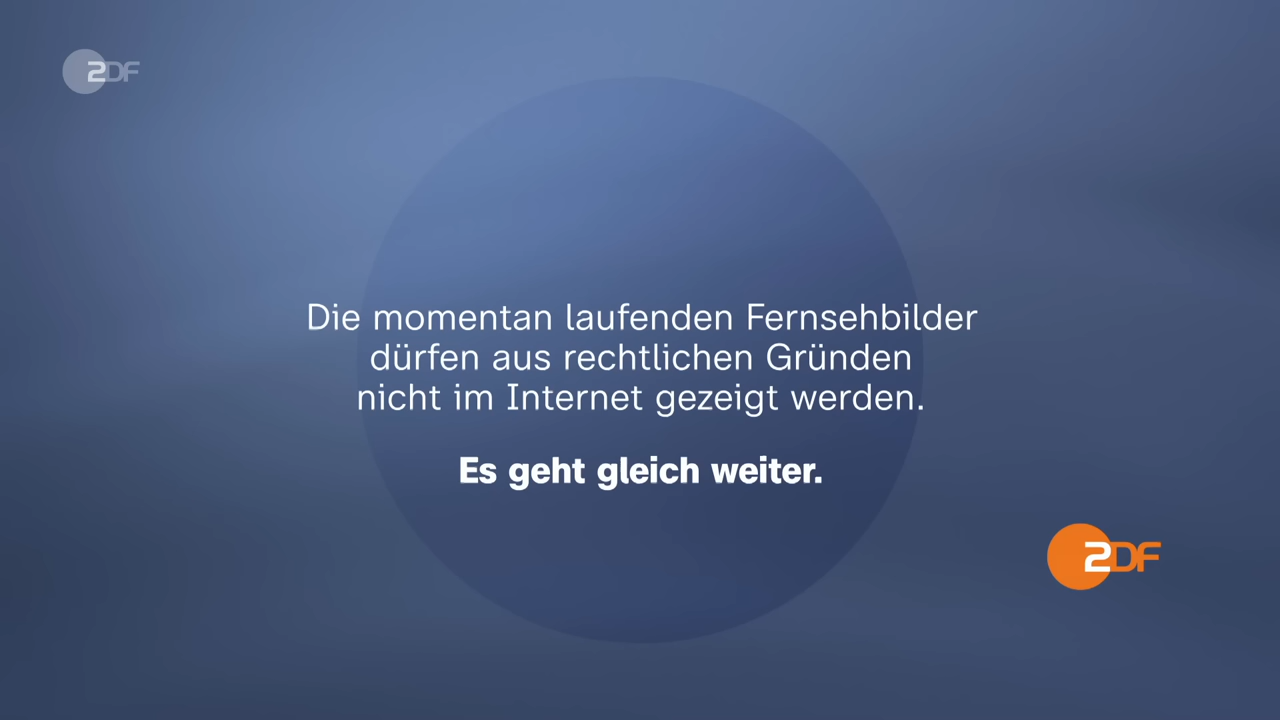 ZDF
Die momentan laufenden Fernsehbilder
dürfen aus rechtlichen Gründen
nicht im Internet gezeigt werden.
Es geht gleich weiter.
ZDF